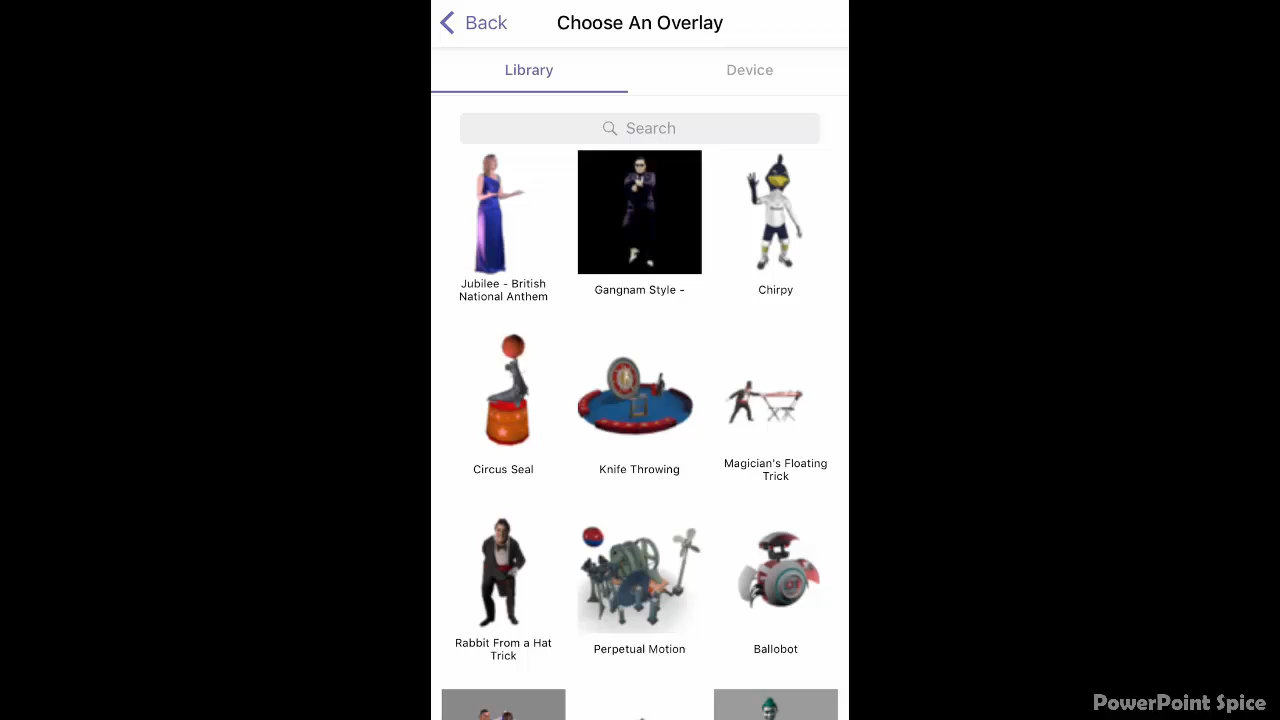 Back
Choose An Overlay
Library
Device
Search
Jubilee - British
National Anthem
Gangnam Style -
Chirpy
Circus Seal
Knife Throwing
Magician's Floating
Trick
Rabbit From a Hat
Trick
Perpetual Motion
Ballobot
PowerPoint Spice